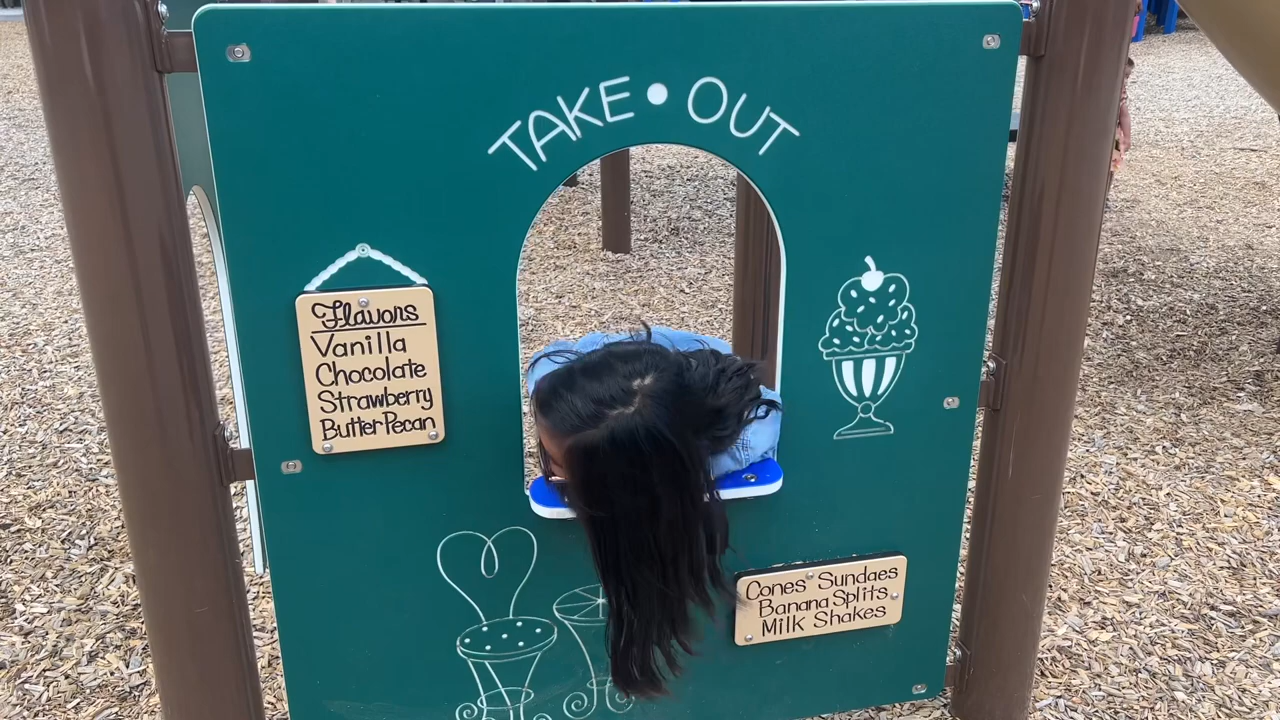 TAKE • OUT
Flavors
Vanilla
Chocolate
Strawberry
Butter Pecan
Cones Sundaes
Banana Splits
Milk Shakes